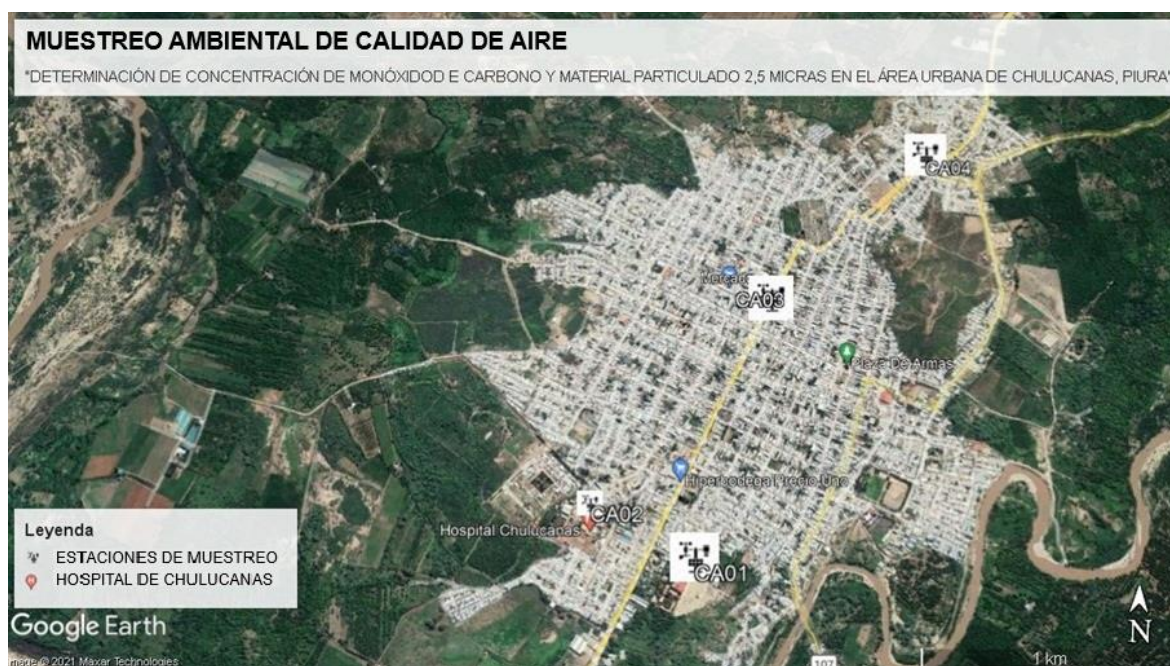 MUESTREO AMBIENTAL DE CALIDAD DE AIRE
"DETERMINACIÓN DE CONCENTRACIÓN DE MONÓXIDOD E CARBONO Y MATERIAL PARTICULADO 2,5 MICRAS EN EL ÁREA URBANA DE CHULUCANAS, PIURA"
CA04
CA03
Plaza De Armas
Hiperbodega Precio Uno
CA02
Hospital Chulucanas
CA01
Leyenda
ESTACIONES DE MUESTREO
HOSPITAL DE CHULUCANAS
Google Earth
Image © 2021 Maxar Technologies
107
1 km
N